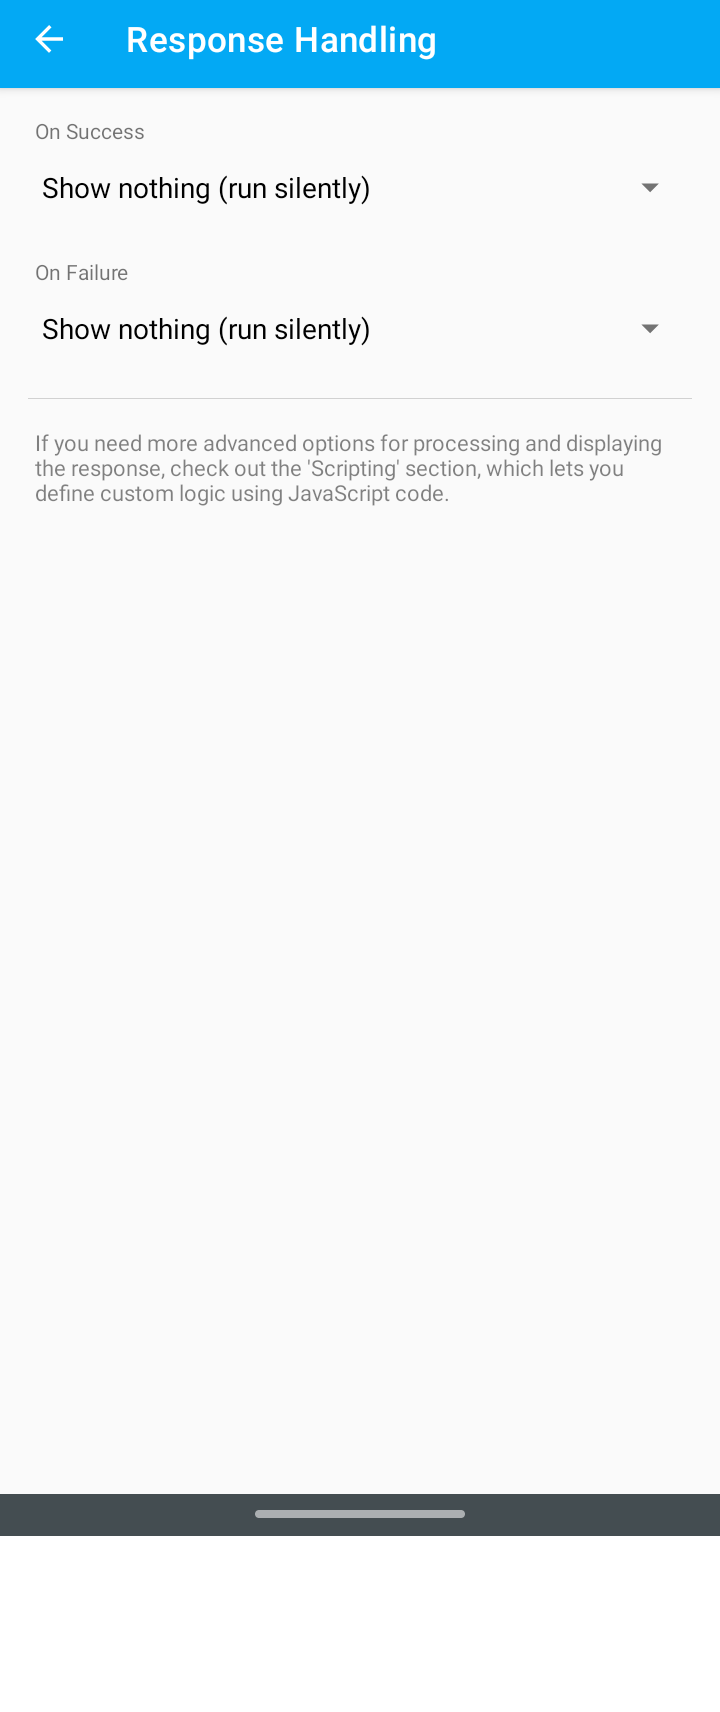 Response Handling
On Success
Show nothing (run silently)
On Failure
Show nothing (run silently)
If you need more advanced options for processing and displaying
the response, check out the 'Scripting' section, which lets you
define custom logic using JavaScript code.